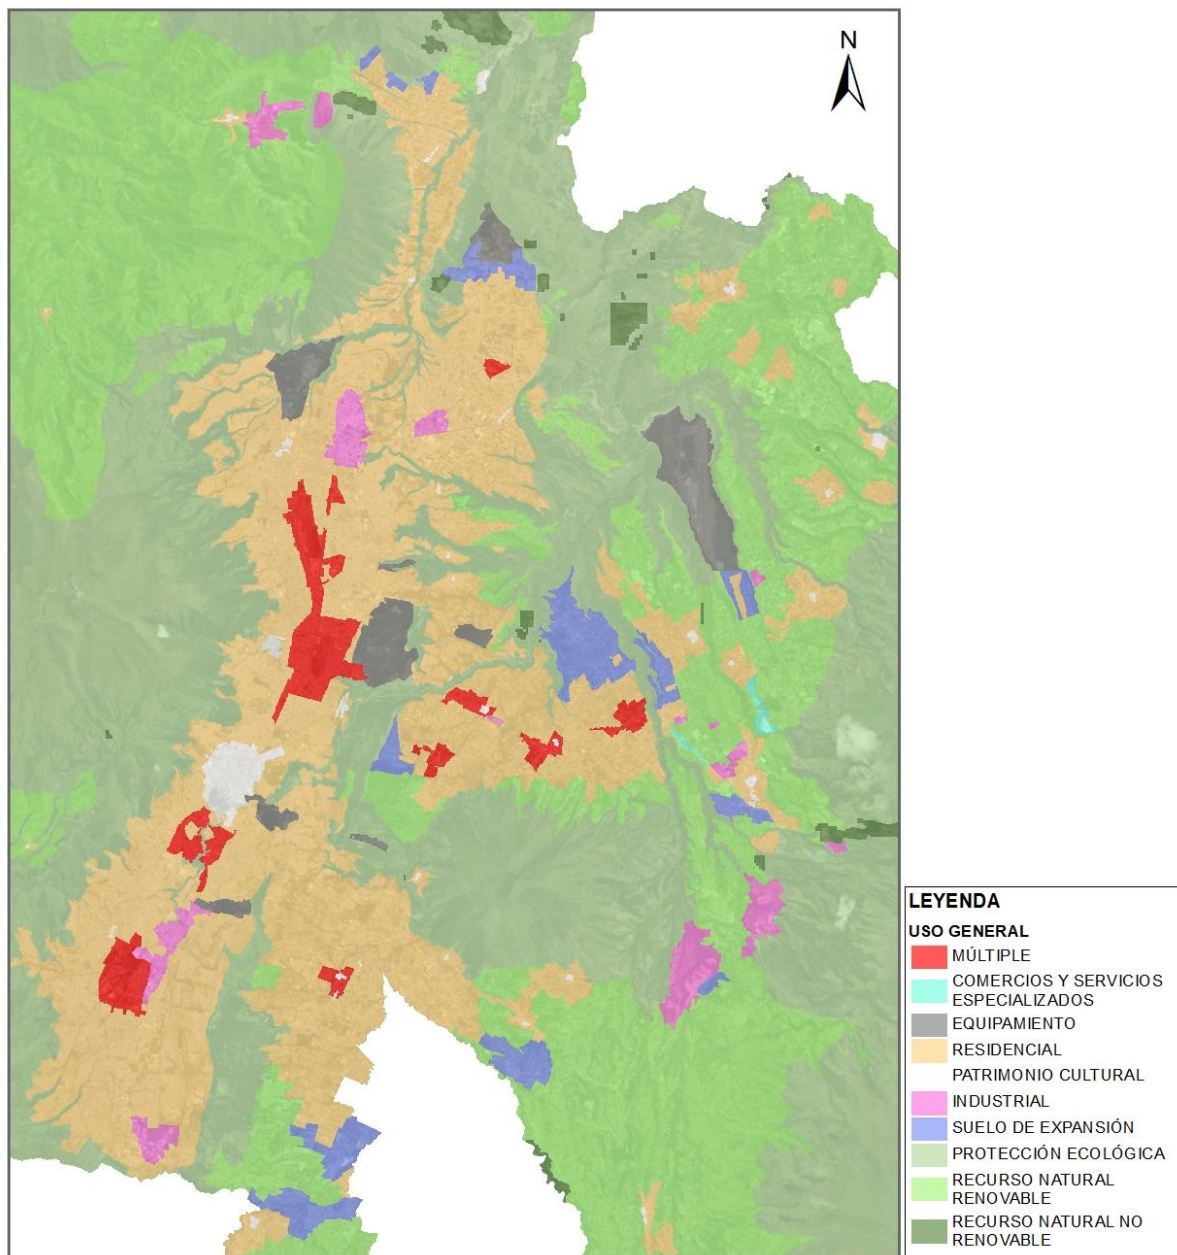 N
LEYENDA
USO GENERAL
MÚLTIPLE
COMERCIOS Y SERVICIOS
ESPECIALIZADOS
EQUIPAMIENTO
RESIDENCIAL
PATRIMONIO CULTURAL
INDUSTRIAL
SUELO DE EXPANSIÓN
PROTECCIÓN ECOLÓGICA
RECURSO NATURAL
RENOVABLE
RECURSO NATURAL NO
RENOVABLE